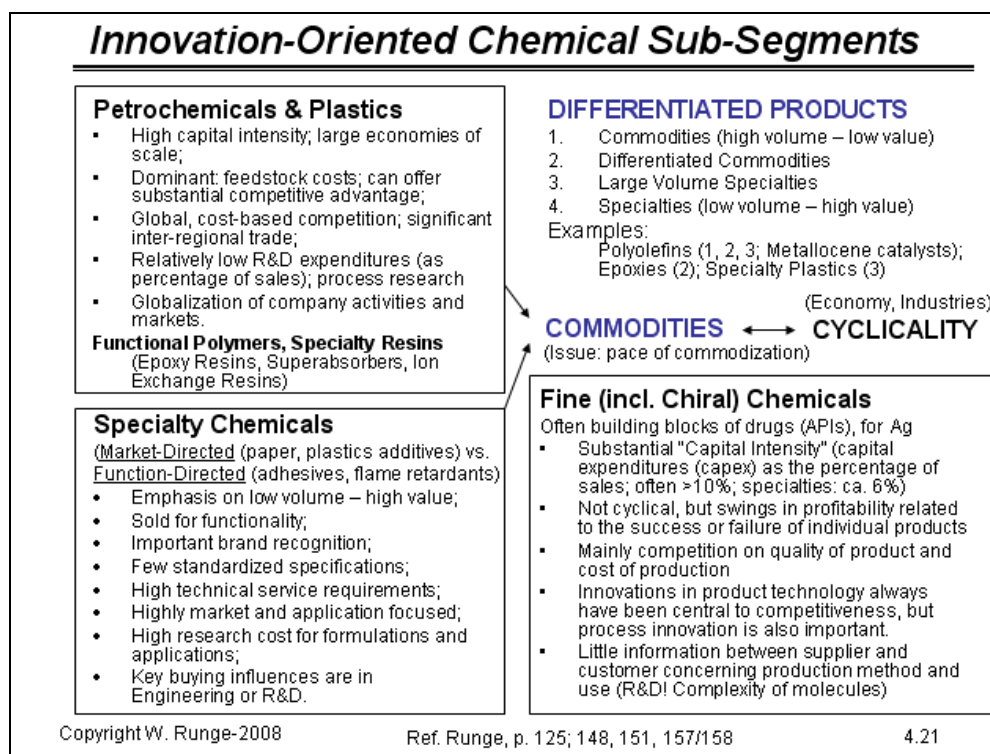 Innovation-Oriented Chemical Sub-Segments
Petrochemicals & Plastics
▪ High capital intensity; large economies of
scale;
▪ Dominant: feedstock costs; can offer
substantial competitive advantage;
▪ Global, cost-based competition; significant
inter-regional trade;
▪ Relatively low R&D expenditures (as
percentage of sales); process research
▪ Globalization of company activities and
markets.
Functional Polymers, Specialty Resins
(Epoxy Resins, Superabsorbers, Ion
Exchange Resins)
Specialty Chemicals
(Market-Directed (paper, plastics additives) vs.
Function-Directed (adhesives, flame retardants)
• Emphasis on low volume – high value;
• Sold for functionality;
• Important brand recognition;
• Few standardized specifications;
• High technical service requirements;
• Highly market and application focused;
• High research cost for formulations and
applications;
• Key buying influences are in
Engineering or R&D.
DIFFERENTIATED PRODUCTS
1. Commodities (high volume – low value)
2. Differentiated Commodities
3. Large Volume Specialties
4. Specialties (low volume – high value)
Examples:
Polyolefins (1, 2, 3; Metallocene catalysts);
Epoxies (2); Specialty Plastics (3)
(Economy, Industries)
COMMODITIES ↔ CYCLICALITY
(Issue: pace of commodization)
Fine (incl. Chiral) Chemicals
Often building blocks of drugs (APIs), for Ag
▪ Substantial "Capital Intensity" (capital
expenditures (capex) as the percentage of
sales; often >10%; specialties: ca. 6%)
▪ Not cyclical, but swings in profitability related
to the success or failure of individual products
▪ Mainly competition on quality of product and
cost of production
▪ Innovations in product technology always
have been central to competitiveness, but
process innovation is also important.
▪ Little information between supplier and
customer concerning production method and
use (R&D! Complexity of molecules)
Copyright W. Runge-2008
Ref. Runge, p. 125; 148, 151, 157/158
4.21